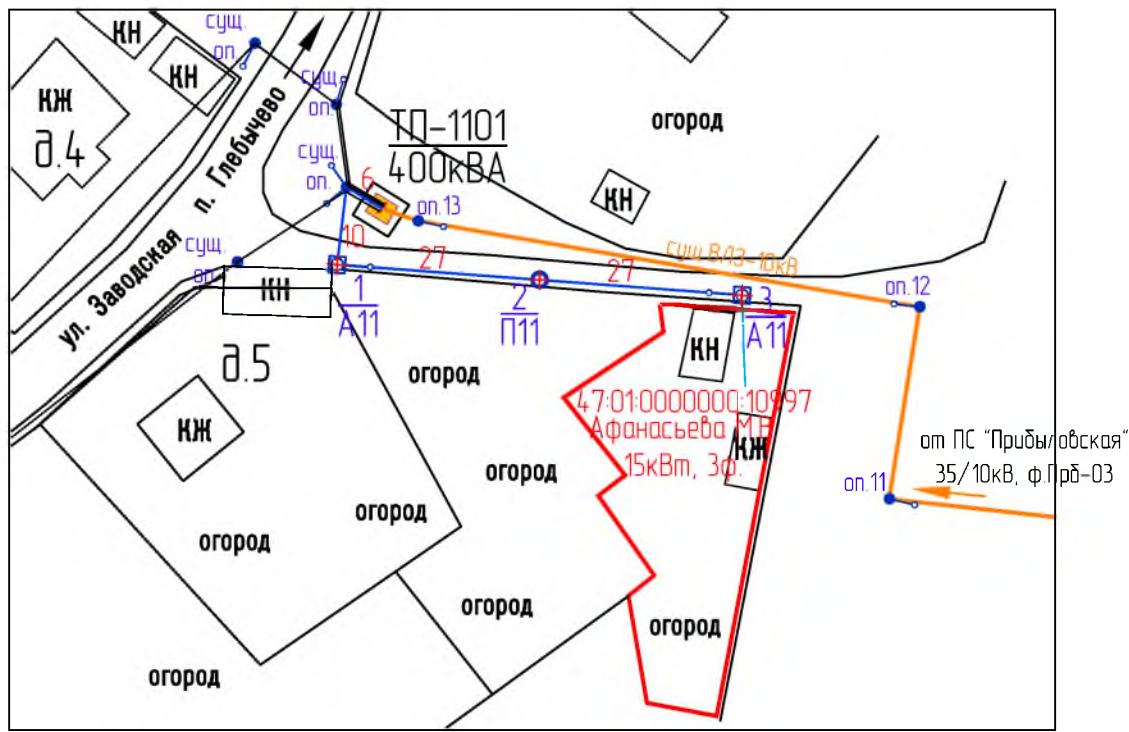 сущ.
оп.
КН
КН
КЖ
д.4
сущ.
оп.
ул. Заводская п. Глебычево
ТП-1101
400кВА
огород
сущ.
оп.
6
КН
оп.13
сущ.
оп.
10
27
27
сущ.ВЛЗ-10кВ
оп.12
КН
1
А11
2
П11
3
А11
КН
д.5
огород
47:01:0000000:10997
Афанасьева М.В
15кВт, 3ф.
КЖ
КЖ
от ПС "Прибыловская"
35/10кВ, ф.Прб-03
оп.11
огород
огород
огород
огород
огород
огород